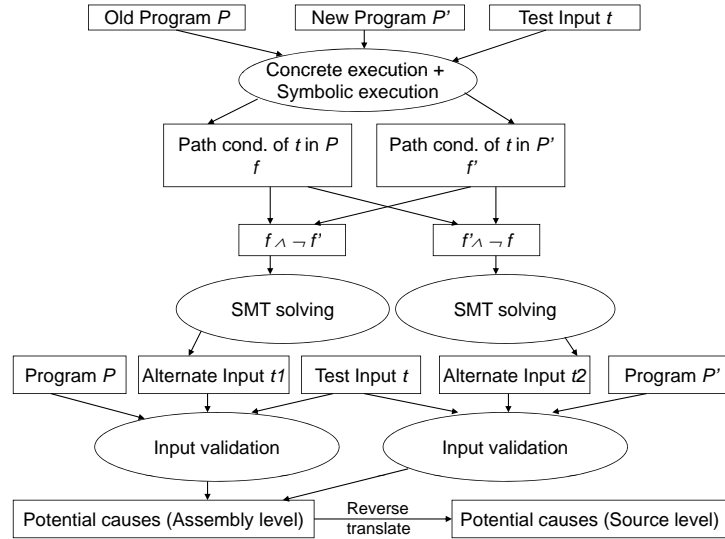 Old Program P
New Program P'
Test Input t
Concrete execution +
Symbolic execution
Path cond. of t in P
f
Path cond. of t in P'
f'
f ∧ ¬ f'
f' ∧ ¬ f
SMT solving
SMT solving
Program P
Alternate Input t1
Test Input t
Alternate Input t2
Program P'
Input validation
Input validation
Potential causes (Assembly level)
Reverse
translate
Potential causes (Source level)